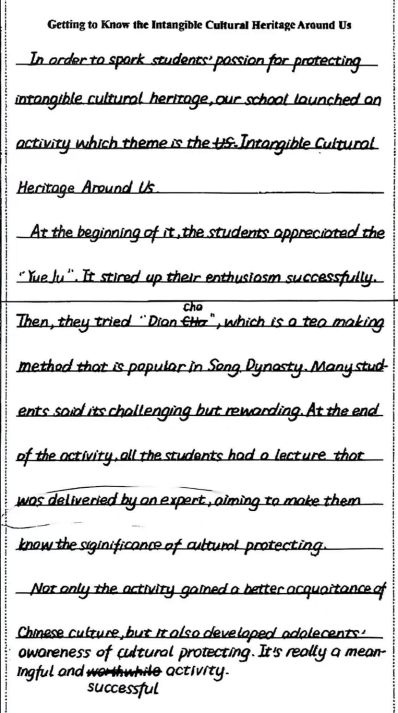 Getting to Know the Intangible Cultural Heritage Around Us
In order to spark students' passion for protecting
intangible cultural heritage, our school launched an
activity which theme is the US. Intangible Cultural
Heritage Around Us
At the beginning of it, the students appreciated the
"Yue Ju". It stired up their enthusiasm successfully.
cha
Then, they tried "Dian Cha", which is a tea making
method that is popular in Song Dynasty. Many stud-
ents said its challenging but rewarding. At the end
of the activity, all the students had a lecture that
was deliveried by an expert, aiming to make them
know the siginificance of cultural protecting.
Not only the activity gained a better acquaitance of
Chinese culture, but it also developed adolecents'
awareness of cultural protecting. It's really a mean-
ingful and worthwhile activity.
successful